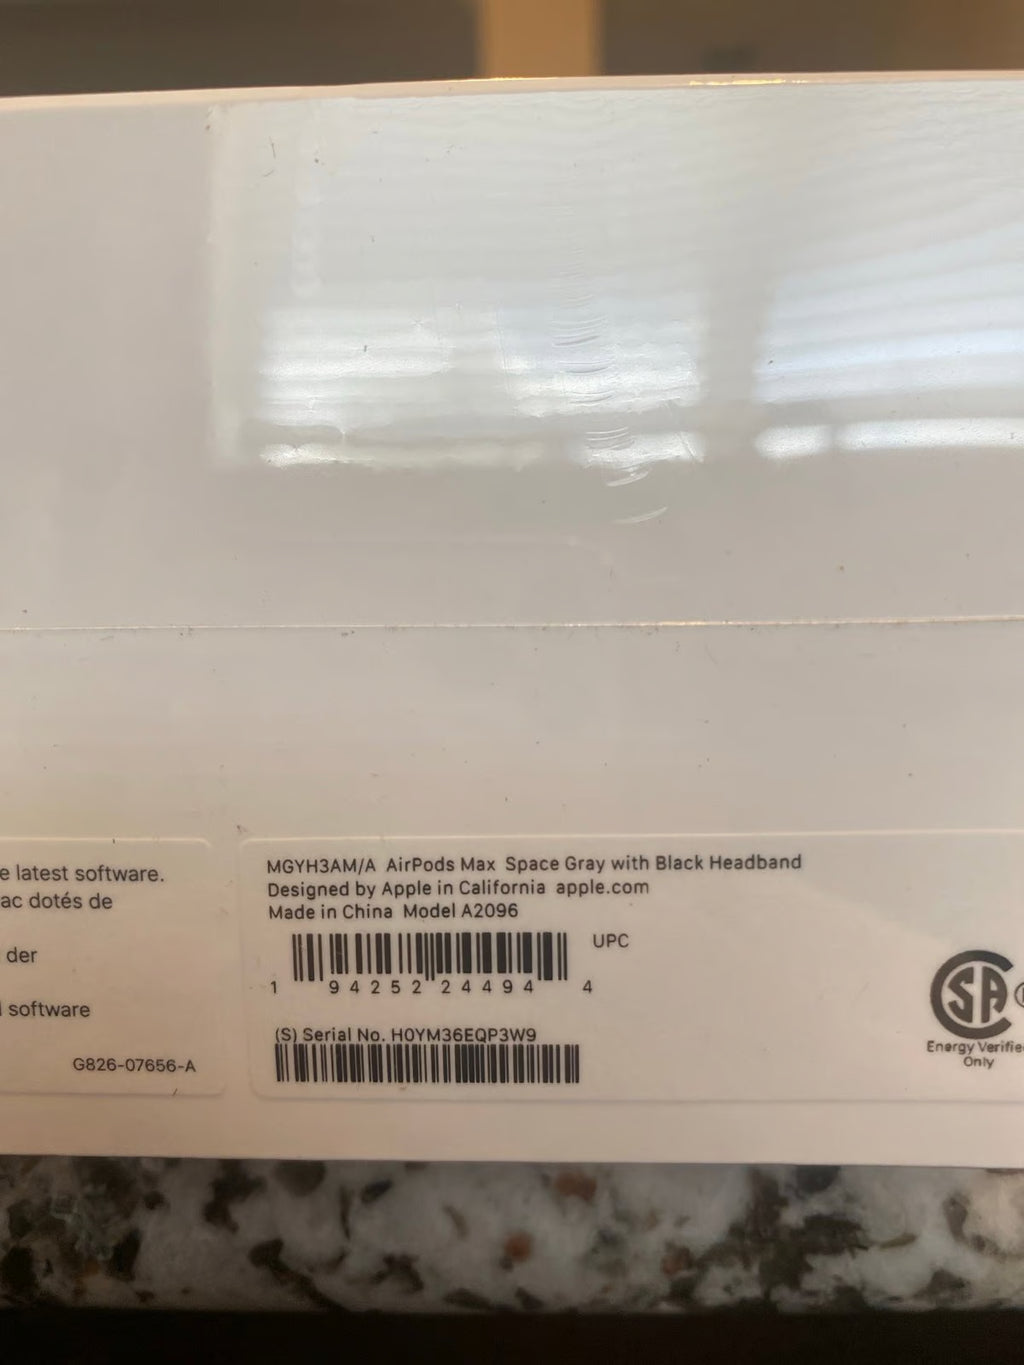 e latest software.
ac dotés de
der
l software
G826-07656-A
MGYH3AM/A AirPods Max Space Gray with Black Headband
Designed by Apple in California apple.com
Made in China Model A2096
UPC
1 94252 24494 4
(S) Serial No. H0YM36EQP3W9
CSA
Energy Verifie
Only